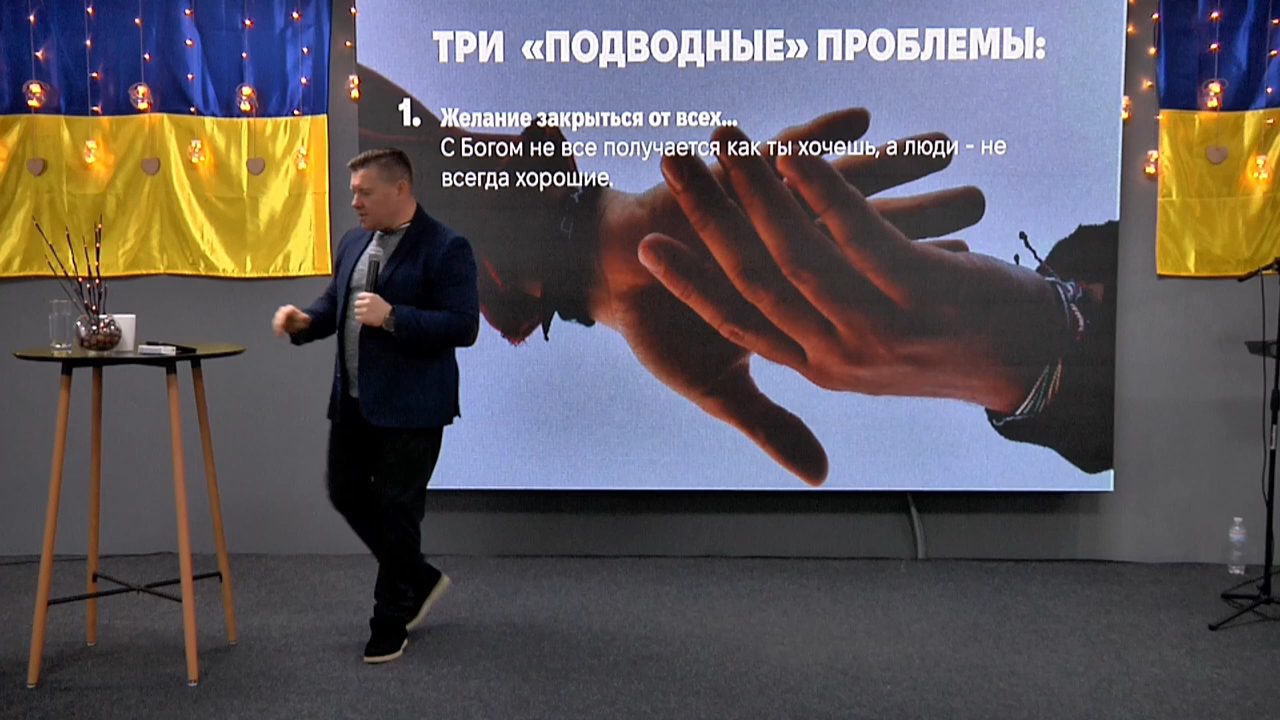 ТРИ «ПОДВОДНЫЕ» ПРОБЛЕМЫ:
1. Желание закрыться от всех...
С Богом не все получается как ты хочешь, а люди - не
всегда хорошие.